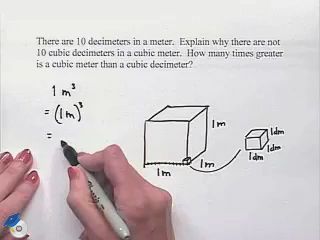 There are 10 decimeters in a meter. Explain why there are not
10 cubic decimeters in a cubic meter. How many times greater
is a cubic meter than a cubic decimeter?
1 m³
= (1m)³
=
1m
1m
1m
1dm
1dm
1dm